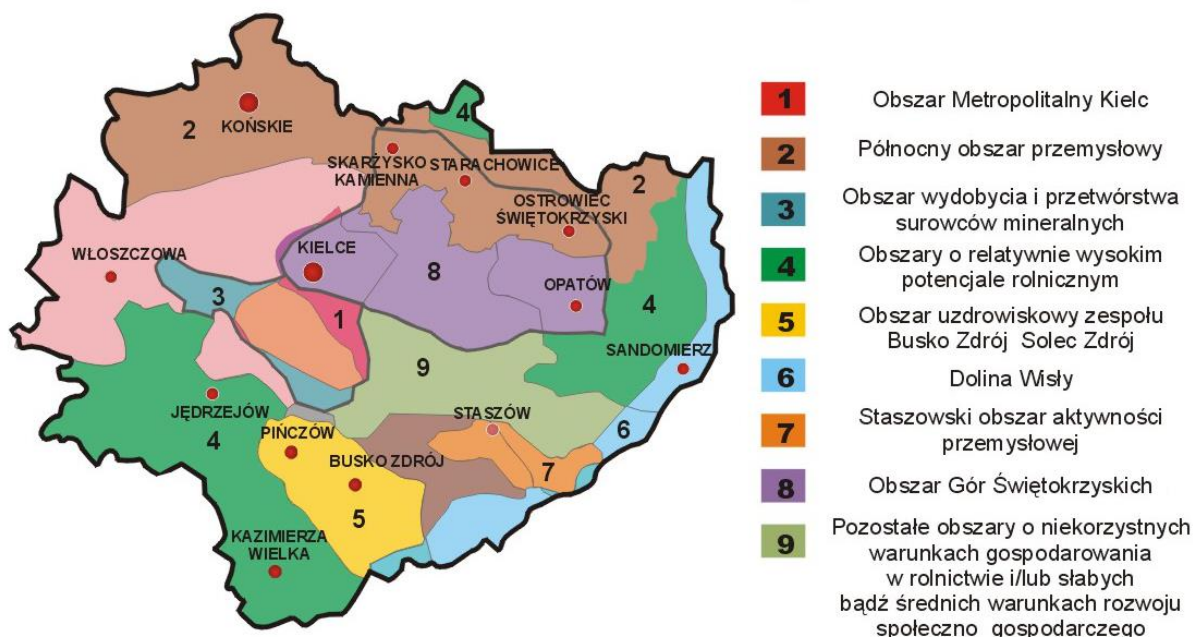 4
2
KOŃSKIE
SKARŻYSKO
KAMIENNA
STARACHOWICE
2
OSTROWIEC
ŚWIĘTOKRZYSKI
WŁOSZCZOWA
KIELCE
8
3
OPATÓW
1
4
9
SANDOMIERZ
JĘDRZEJÓW
4
STASZÓW
6
PIŃCZÓW
BUSKO ZDRÓJ
7
5
KAZIMIERZA
WIELKA
1 Obszar Metropolitalny Kielc
2 Północny obszar przemysłowy
3 Obszar wydobycia i przetwórstwa
surowców mineralnych
4 Obszary o relatywnie wysokim
potencjale rolnicznym
5 Obszar uzdrowiskowy zespołu
Busko Zdrój Solec Zdrój
6 Dolina Wisły
7 Staszowski obszar aktywności
przemysłowej
8 Obszar Gór Świętokrzyskich
9 Pozostałe obszary o niekorzystnych
warunkach gospodarowania
w rolnictwie i/lub słabych
bądź średnich warunkach rozwoju
społeczno gospodarczego